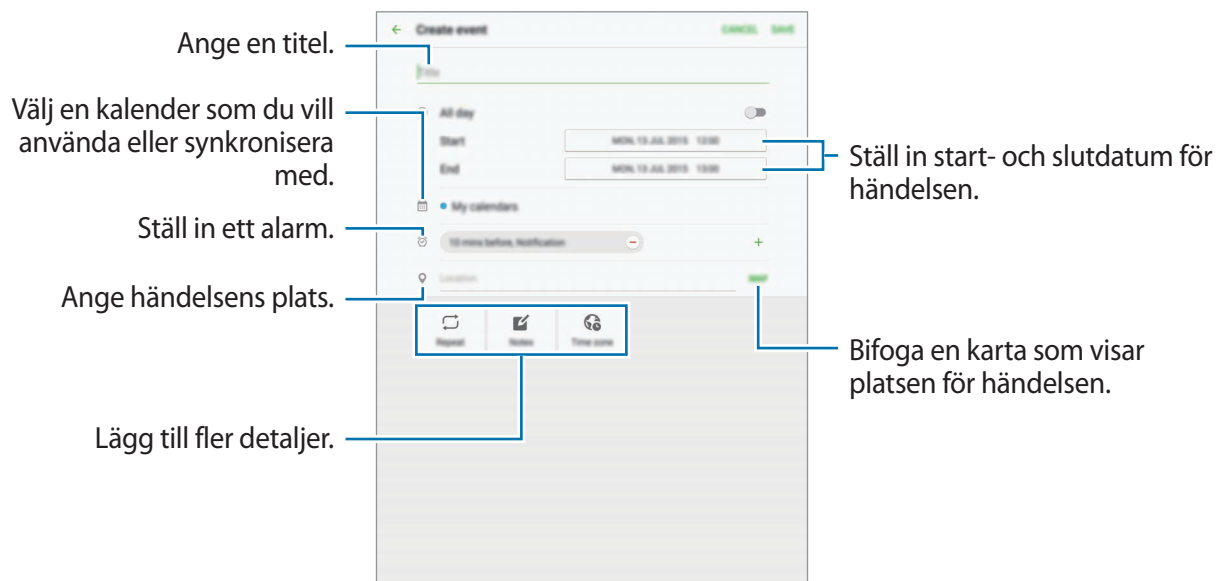 Create event
CANCEL SAVE
Ange en titel.
Title
Välj en kalender som du vill
använda eller synkronisera
med.
All day
Start MON, 13 JUL 2015 12:00
End MON, 13 JUL 2015 13:00
Ställ in start- och slutdatum för
händelsen.
My calendars
Ställ in ett alarm.
10 mins before, Notification
Ange händelsens plats.
Location
MAP
Repeat
Notes
Time zone
Bifoga en karta som visar
platsen för händelsen.
Lägg till fler detaljer.